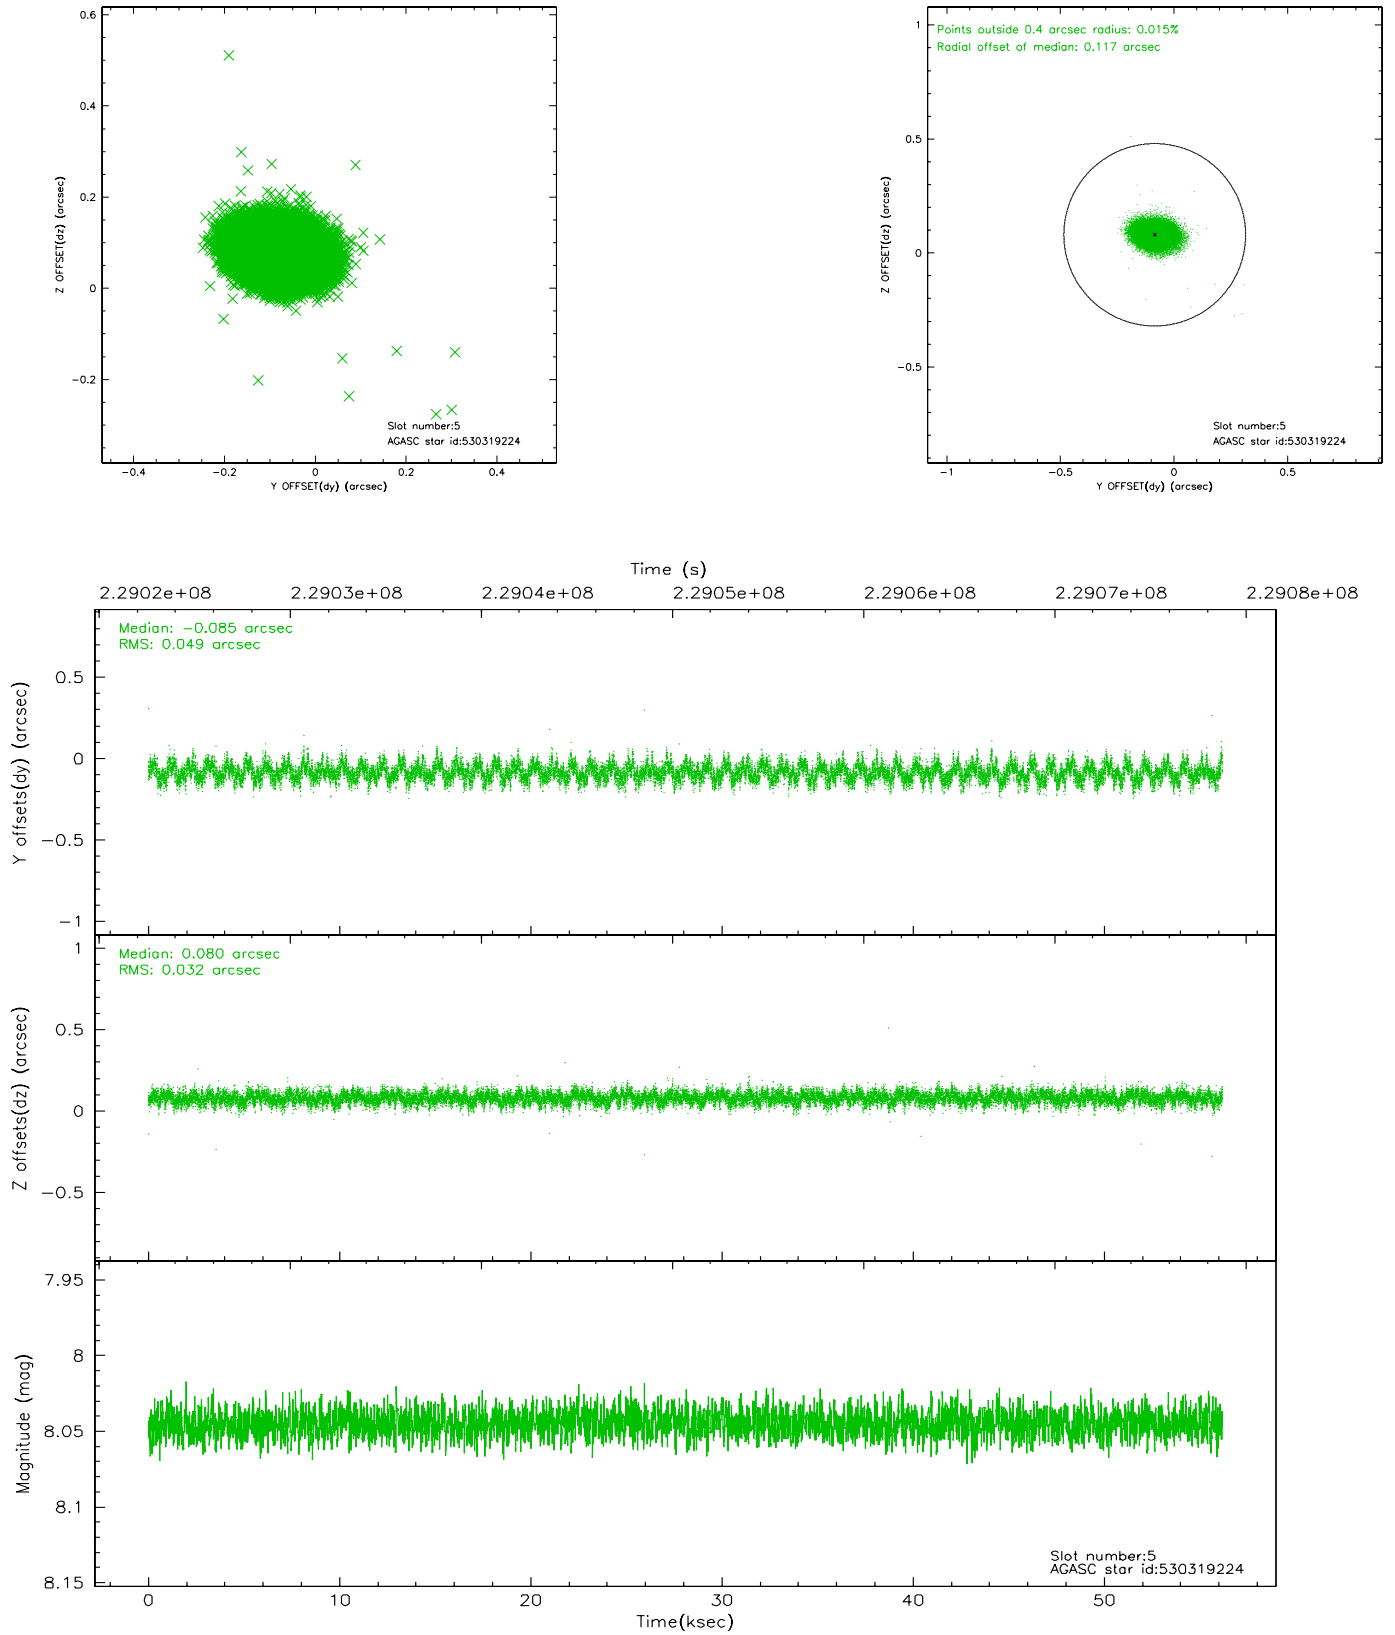 0.6
0.4
0.2
0
−0.2
−0.4
−0.2
0
0.2
0.4
Z OFFSET(dz) (arcsec)
Y OFFSET(dy) (arcsec)
Slot number:5
AGASC star id:530319224
Points outside 0.4 arcsec radius: 0.015%
Radial offset of median: 0.117 arcsec
1
0.5
0
−0.5
−1
−0.5
0
0.5
Z OFFSET(dz) (arcsec)
Y OFFSET(dy) (arcsec)
Slot number:5
AGASC star id:530319224
Time (s)
2.2902e+08 2.2903e+08 2.2904e+08 2.2905e+08 2.2906e+08 2.2907e+08 2.2908e+08
Median: −0.085 arcsec
RMS: 0.049 arcsec
0.5
0
−0.5
−1
Y offsets(dy) (arcsec)
Median: 0.080 arcsec
RMS: 0.032 arcsec
1
0.5
0
−0.5
Z offsets(dz) (arcsec)
7.95
8
8.05
8.1
8.15
Magnitude (mag)
Slot number:5
AGASC star id:530319224
0 10 20 30 40 50
Time(ksec)